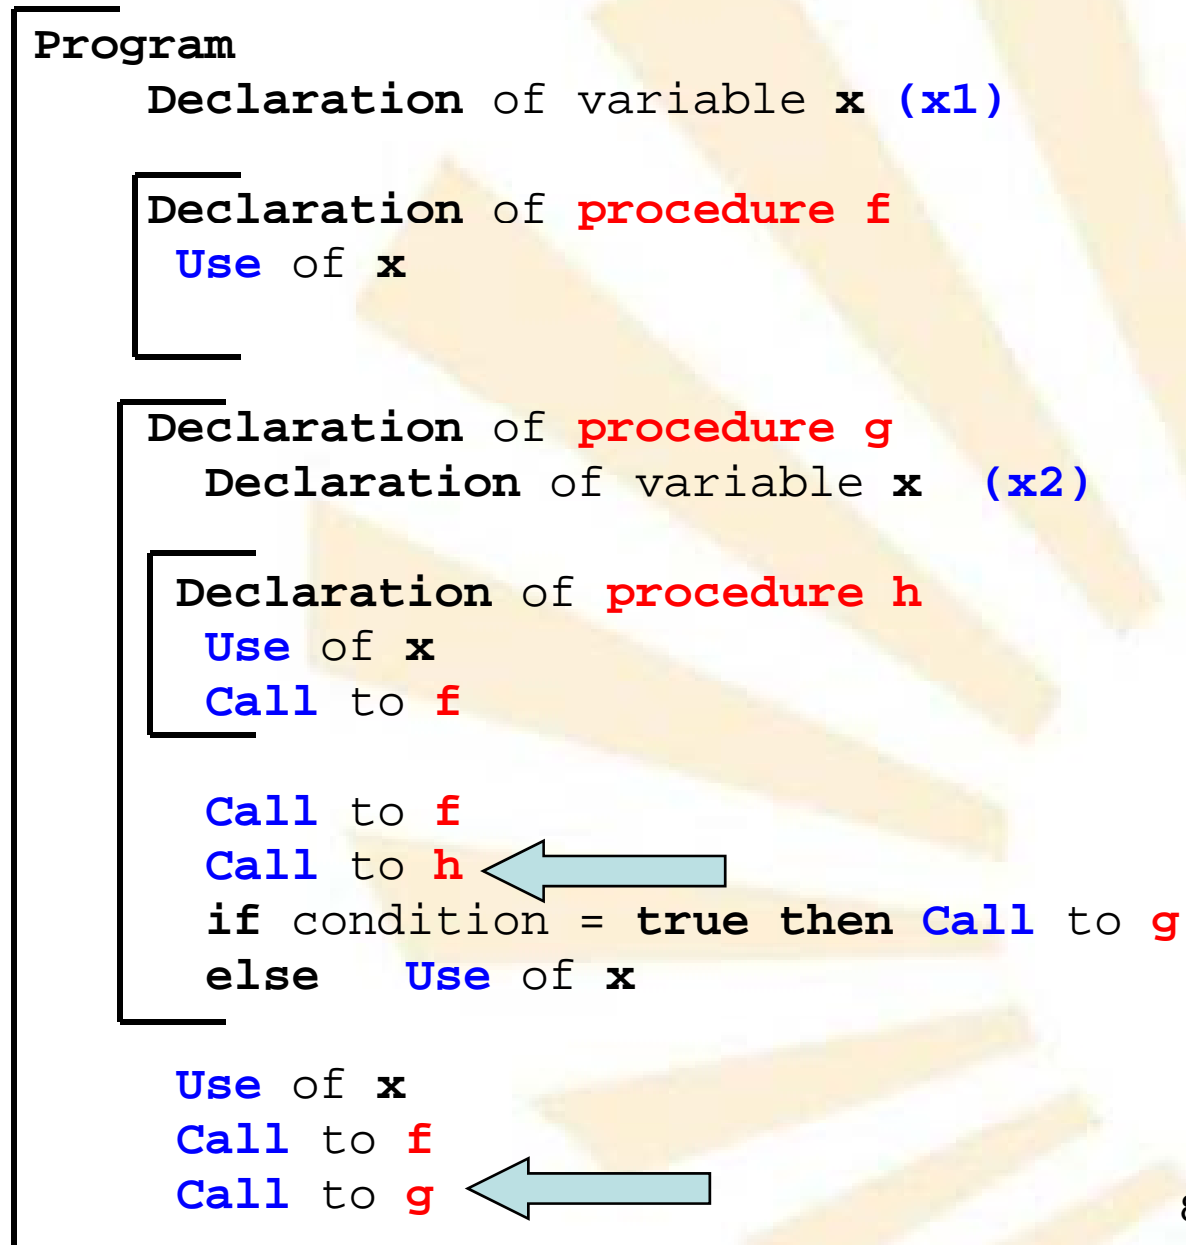 Program
Declaration of variable x (x1)
Declaration of procedure f
Use of x
Declaration of procedure g
Declaration of variable x (x2)
Declaration of procedure h
Use of x
Call to f
Call to f
Call to h
if condition = true then Call to g
else Use of x
Use of x
Call to f
Call to g